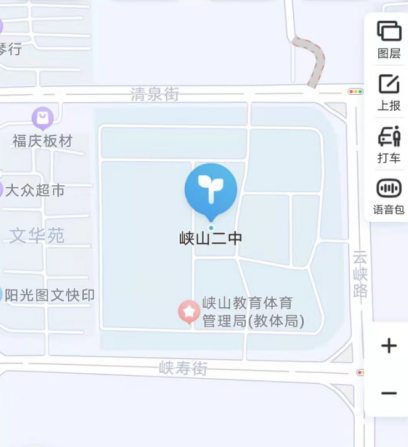 琴行
清泉街
图层
福庆板材
上报
打车
大众超市
语音包
文华苑
峡山二中
云峡路
阳光图文快印
峡山教育体育
管理局(教体局)
峡寿街